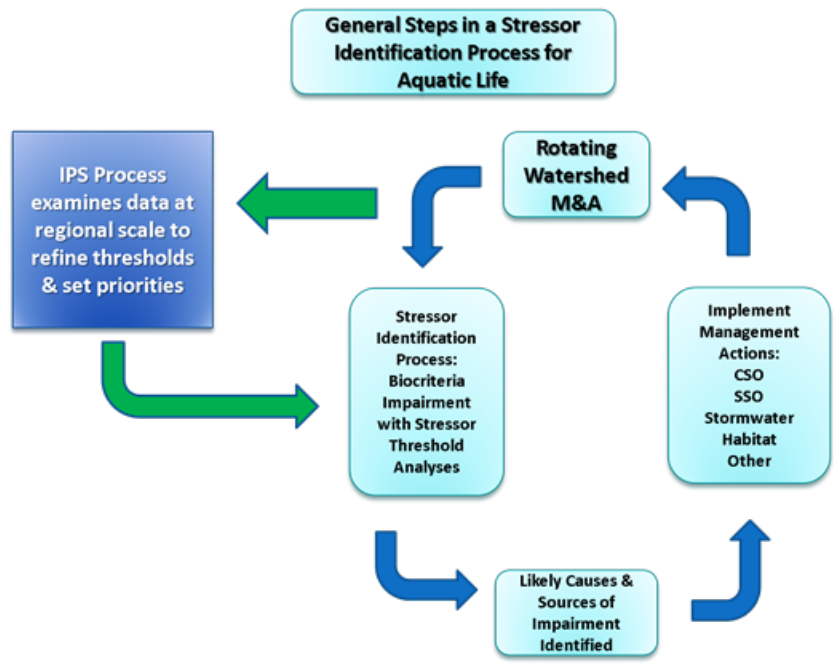 General Steps in a Stressor
Identification Process for
Aquatic Life
IPS Process
examines data at
regional scale to
refine thresholds
& set priorities
Rotating
Watershed
M&A
Stressor
Identification
Process:
Biocriteria
Impairment
with Stressor
Threshold
Analyses
Implement
Management
Actions:
CSO
SSO
Stormwater
Habitat
Other
Likely Causes &
Sources of
Impairment
Identified